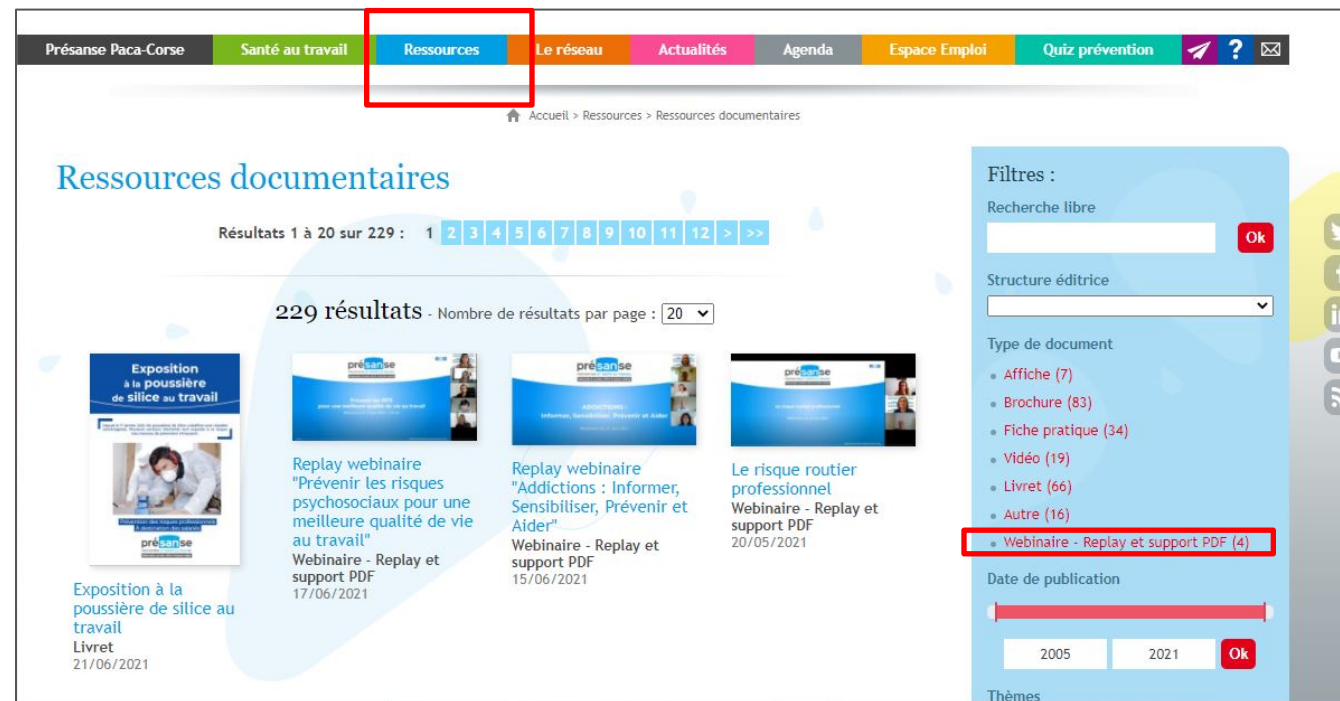 Présanse Paca-Corse
Santé au travail
Ressources
Le réseau
Actualités
Agenda
Espace Emploi
Quiz prévention
?
Accueil > Ressources > Ressources documentaires
Ressources documentaires
Résultats 1 à 20 sur 229 : 1 2 3 4 5 6 7 8 9 10 11 12 > >>
229 résultats - Nombre de résultats par page : 20
Exposition
à la poussière
de silice au travail
Prévention des risques professionnels
À destination des salariés
présanse
Exposition à la
poussière de silice au
travail
Livret
21/06/2021
présanse
Replay webinaire
"Prévenir les risques
psychosociaux pour une
meilleure qualité de vie
au travail"
Webinaire - Replay et
support PDF
17/06/2021
présanse
ADDICTIONS :
Informer, Sensibiliser, Prévenir et Aider
Replay webinaire
"Addictions : Informer,
Sensibiliser, Prévenir et
Aider"
Webinaire - Replay et
support PDF
15/06/2021
présanse
Le risque routier
professionnel
Webinaire - Replay et
support PDF
20/05/2021
Filtres :
Recherche libre
Ok
Structure éditrice
Type de document
Affiche (7)
Brochure (83)
Fiche pratique (34)
Vidéo (19)
Livret (66)
Autre (16)
Webinaire - Replay et support PDF (4)
Date de publication
2005 2021 Ok
Thèmes